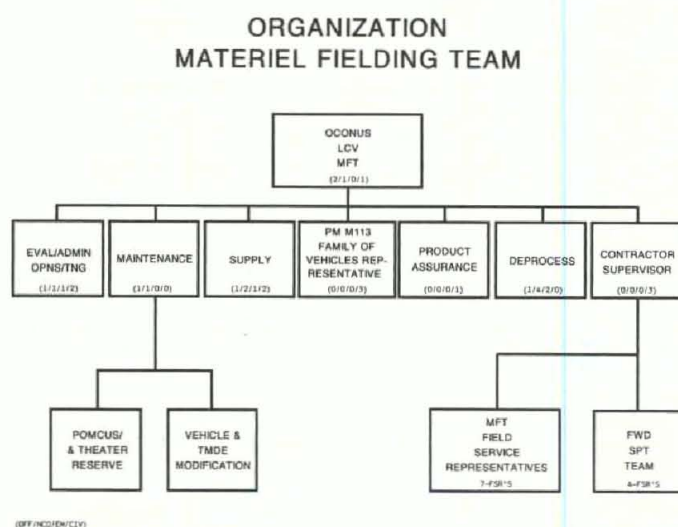 ORGANIZATION
MATERIEL FIELDING TEAM
OCONUS
LCV
MFT
(2/1/0/1)
EVAL/ADMIN
OPNS/TNG
(1/1/1/2)
MAINTENANCE
(1/1/0/0)
SUPPLY
(1/2/1/2)
PM M113
FAMILY OF
VEHICLES REP-
RESENTATIVE
(0/0/0/3)
PRODUCT
ASSURANCE
(0/0/0/1)
DEPROCESS
(1/4/2/0)
CONTRACTOR
SUPERVISOR
(0/0/0/3)
POMCUS/
& THEATER
RESERVE
VEHICLE &
TMDE
MODIFICATION
MFT
FIELD
SERVICE
REPRESENTATIVES
7-FSR'S
FWD
SPT
TEAM
4-FSR'S
(OFF/NCO/EM/CIV)